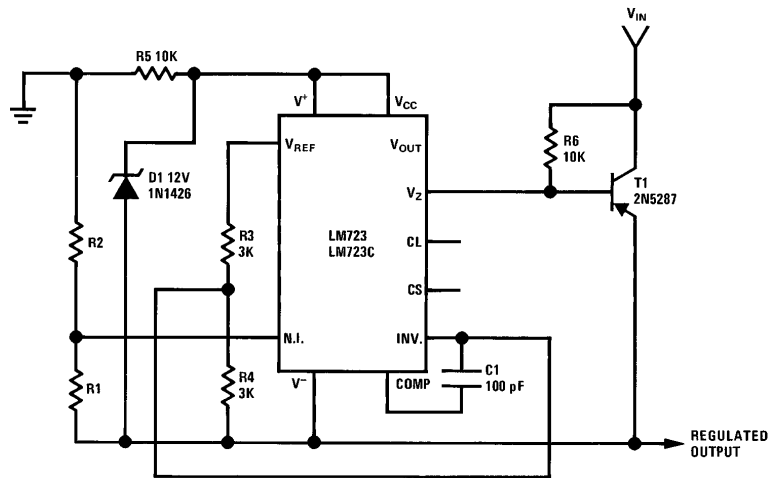 V_IN
R5 10K
V+
V_CC
V_REF
V_OUT
R6
10K
D1 12V
1N1426
V_Z
T1
2N5287
R2
R3
3K
LM723
LM723C
CL
CS
N.I.
INV.
R1
R4
3K
V−
COMP
C1
100 pF
REGULATED
OUTPUT